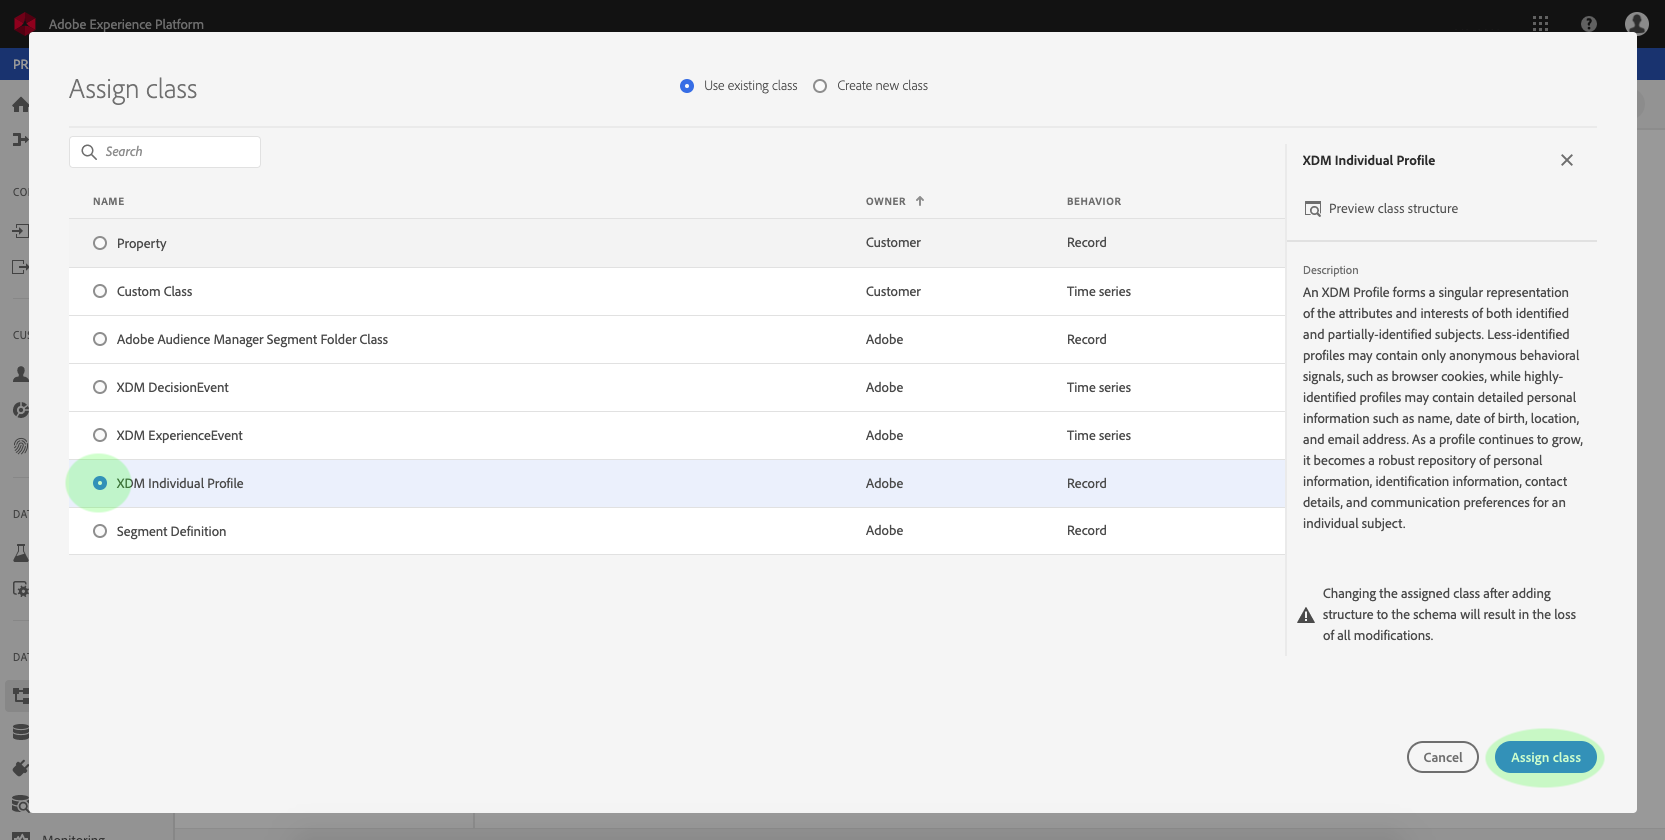 Adobe Experience Platform
PR
Assign class
Use existing class
Create new class
Search
NAME
OWNER
BEHAVIOR
Property
Customer
Record
Custom Class
Customer
Time series
Adobe Audience Manager Segment Folder Class
Adobe
Record
XDM DecisionEvent
Adobe
Time series
XDM ExperienceEvent
Adobe
Time series
XDM Individual Profile
Adobe
Record
Segment Definition
Adobe
Record
XDM Individual Profile
Preview class structure
Description
An XDM Profile forms a singular representation
of the attributes and interests of both identified
and partially-identified subjects. Less-identified
profiles may contain only anonymous behavioral
signals, such as browser cookies, while highly-
identified profiles may contain detailed personal
information such as name, date of birth, location,
and email address. As a profile continues to grow,
it becomes a robust repository of personal
information, identification information, contact
details, and communication preferences for an
individual subject.
Changing the assigned class after adding
structure to the schema will result in the loss
of all modifications.
Cancel
Assign class
CO
CUS
DAT
DAT
Monitoring